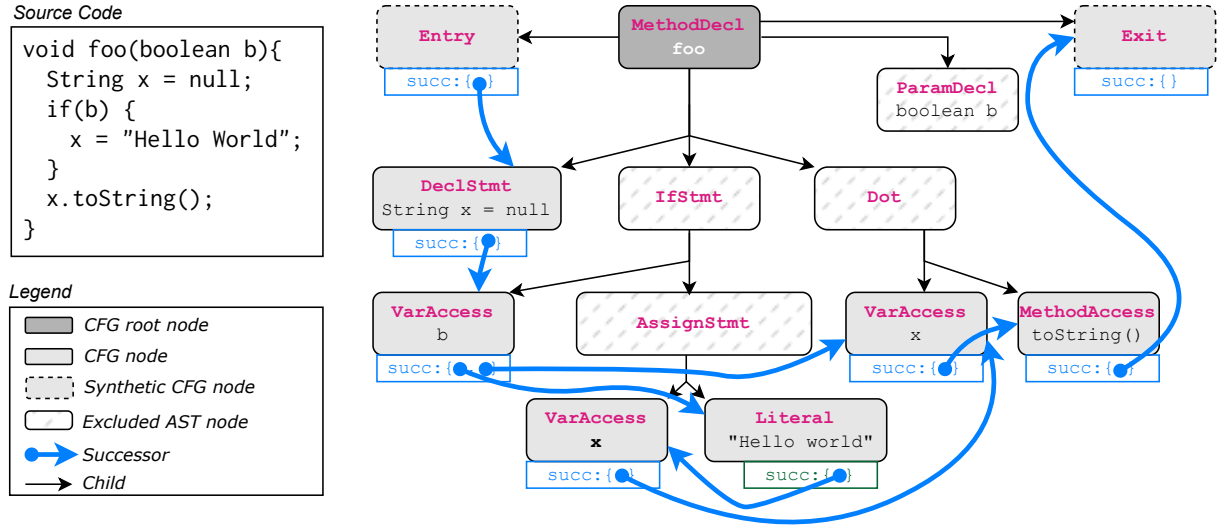 Source Code
void foo(boolean b){
String x = null;
if(b) {
x = "Hello World";
}
x.toString();
}
Legend
CFG root node
CFG node
Synthetic CFG node
Excluded AST node
Successor
Child
Entry
succ:{ }
MethodDecl
foo
Exit
succ:{}
ParamDecl
boolean b
DeclStmt
String x = null
succ:{ }
IfStmt
Dot
VarAccess
b
succ:{ , }
AssignStmt
VarAccess
x
succ:{ }
MethodAccess
toString()
succ:{ }
VarAccess
x
succ:{ }
Literal
"Hello world"
succ:{ }